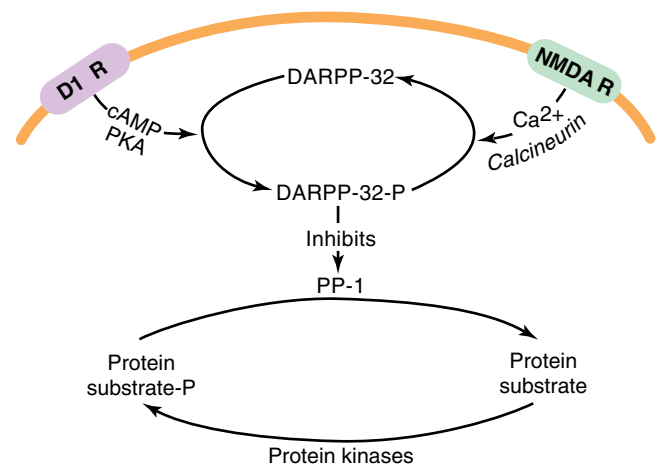 D1 R
NMDA R
DARPP-32
cAMP
PKA
Ca2+
Calcineurin
DARPP-32-P
Inhibits
PP-1
Protein
substrate-P
Protein
substrate
Protein kinases